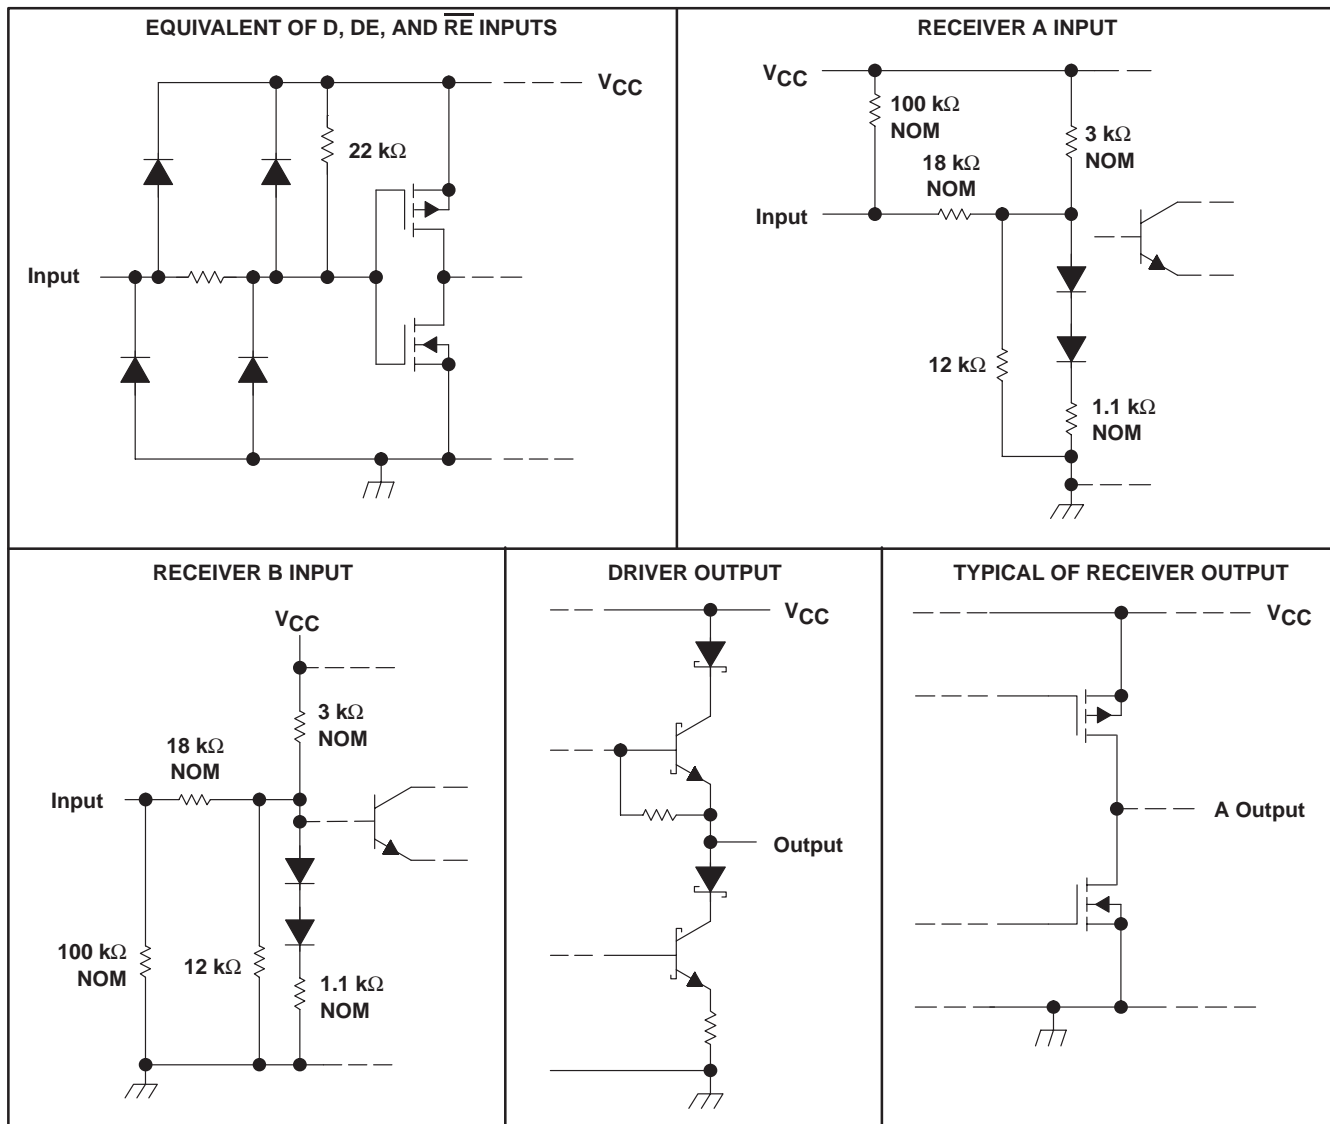 EQUIVALENT OF D, DE, AND R̅E̅ INPUTS
VCC
22 kΩ
Input
RECEIVER A INPUT
VCC
100 kΩ
NOM
3 kΩ
NOM
18 kΩ
NOM
Input
12 kΩ
1.1 kΩ
NOM
RECEIVER B INPUT
VCC
3 kΩ
NOM
18 kΩ
NOM
Input
100 kΩ
NOM
12 kΩ
1.1 kΩ
NOM
DRIVER OUTPUT
VCC
Output
TYPICAL OF RECEIVER OUTPUT
VCC
A Output